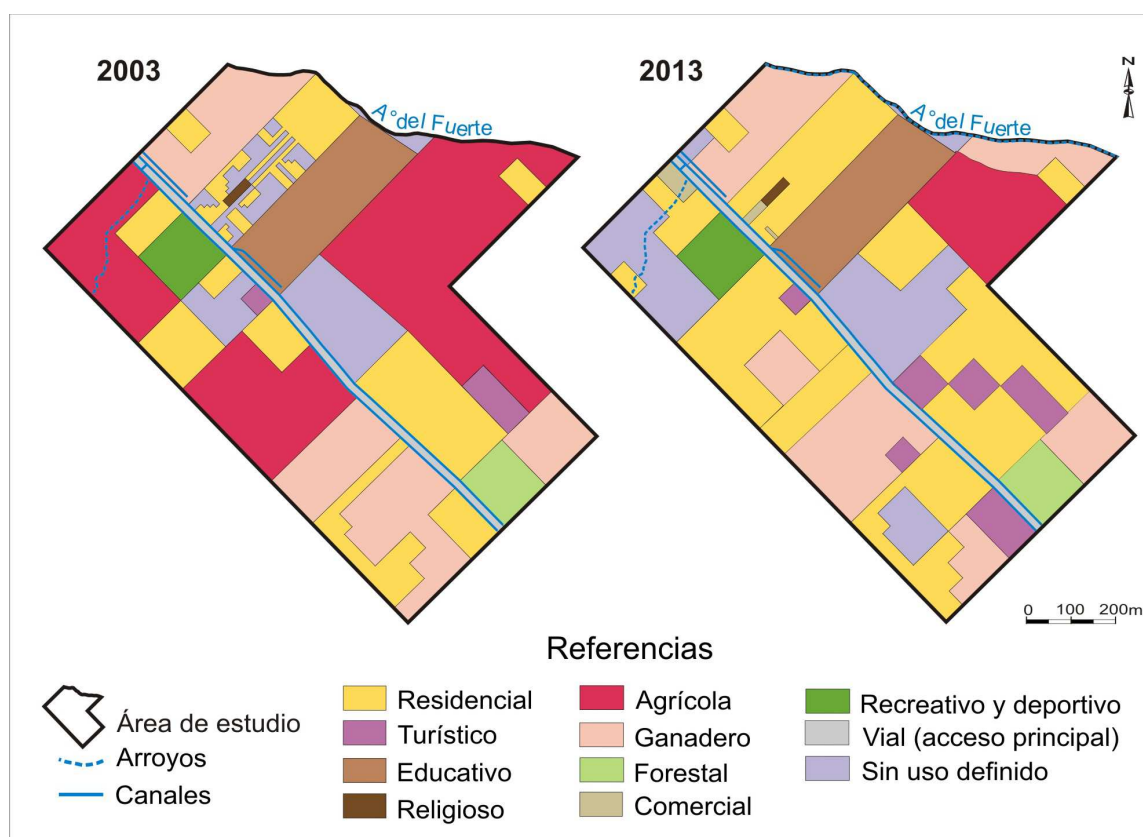 2003
2013
N
A° del Fuerte
A° del Fuerte
0 100 200m
Referencias
Área de estudio
Arroyos
Canales
Residencial
Turístico
Educativo
Religioso
Agrícola
Ganadero
Forestal
Comercial
Recreativo y deportivo
Vial (acceso principal)
Sin uso definido